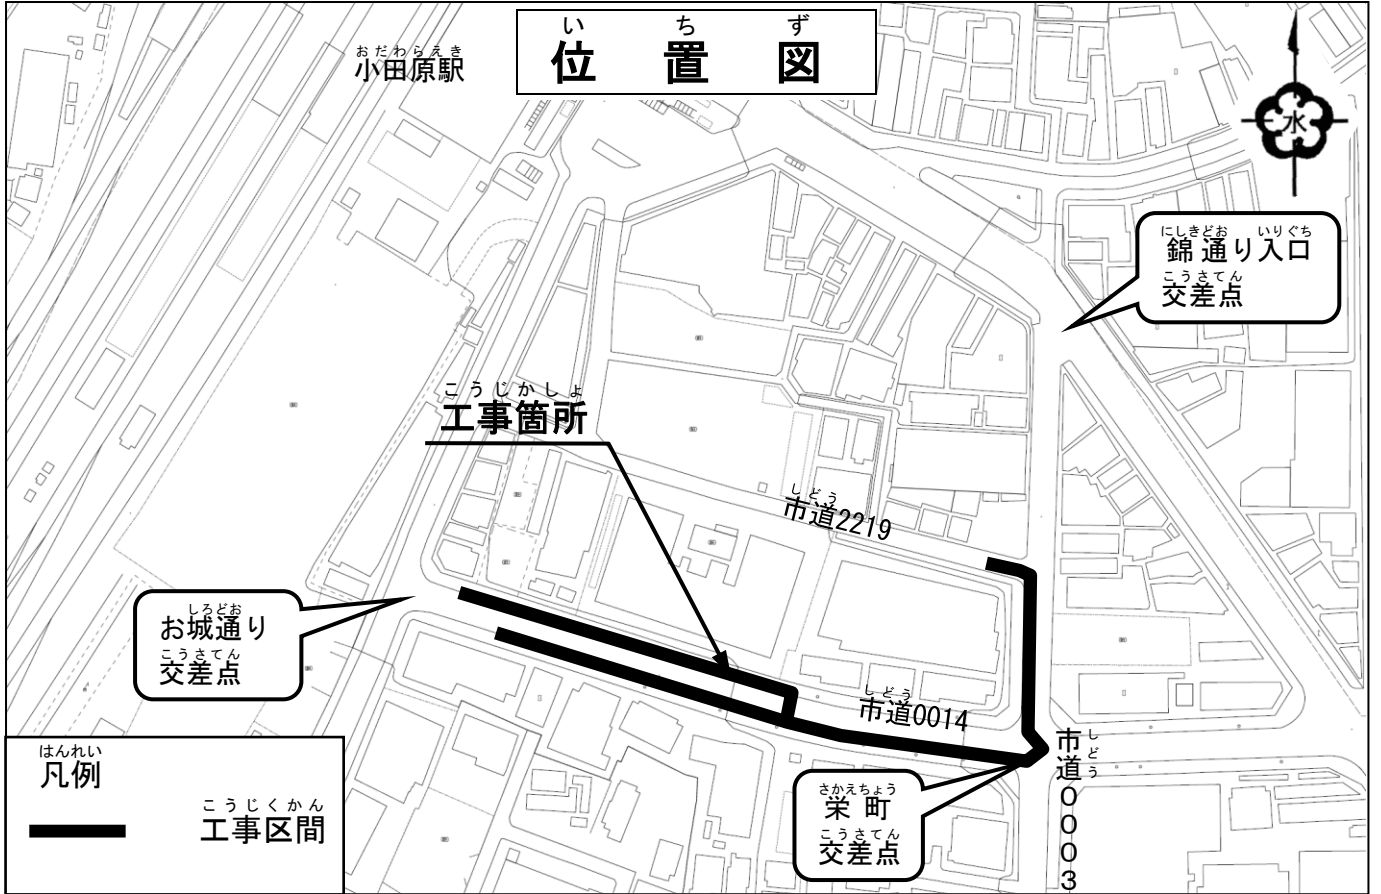 いちず
位置図
おだわらえき
小田原駅
水
にしきどお いりぐち
錦通り入口
こうさてん
交差点
こうじかしょ
工事箇所
しどう
市道2219
しろどお
お城通り
こうさてん
交差点
しどう
市道0014
しどう
市道0003
さかえちょう
栄町
こうさてん
交差点
はんれい
凡例
こうじくかん
工事区間